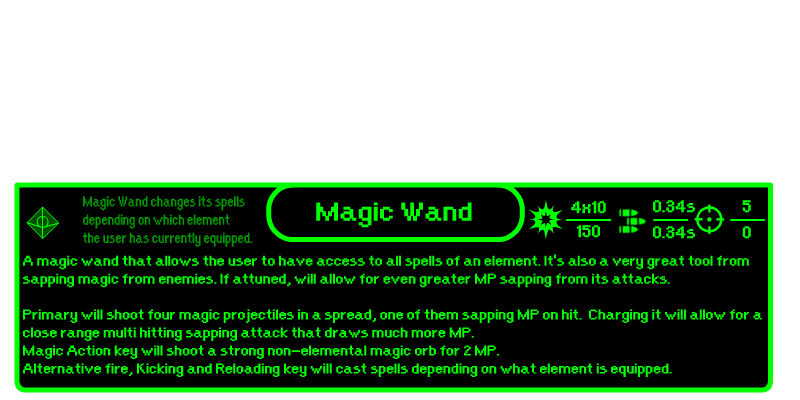 Magic Wand changes its spells
depending on which element
the user has currently equipped.
Magic Wand
4x10
150
0.34s
0.34s
5
0
A magic wand that allows the user to have access to all spells of an element. It's also a very great tool from
sapping magic from enemies. If attuned, will allow for even greater MP sapping from its attacks.
Primary will shoot four magic projectiles in a spread, one of them sapping MP on hit. Charging it will allow for a
close range multi hitting sapping attack that draws much more MP.
Magic Action key will shoot a strong non-elemental magic orb for 2 MP.
Alternative fire, Kicking and Reloading key will cast spells depending on what element is equipped.